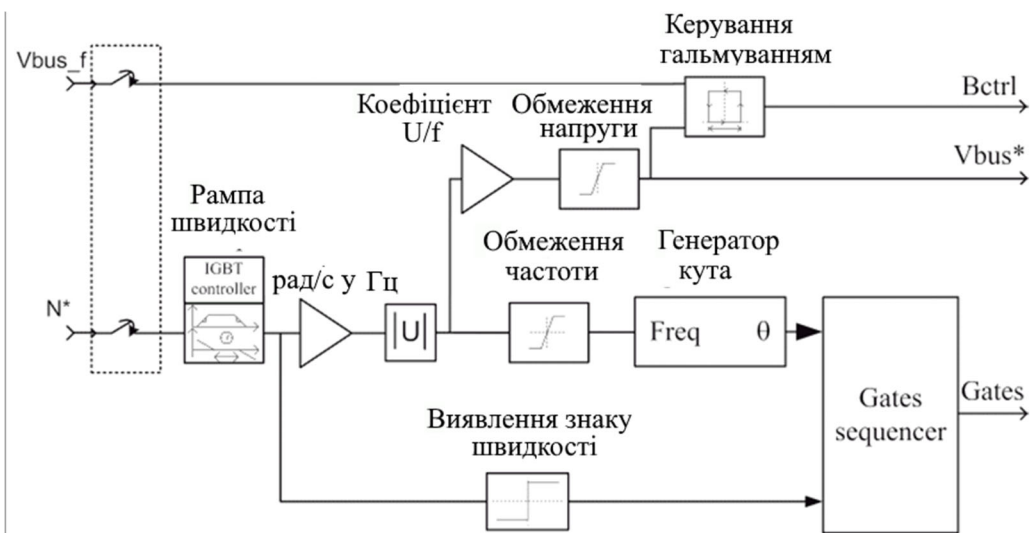 Керування
гальмуванням
Vbus_f
Bctrl
Коефіцієнт
U/f
Обмеження
напруги
Vbus*
Рампа
швидкості
IGBT
controller
рад/с у Гц
Обмеження
частоти
Генератор
кута
N*
|U|
Freq θ
Gates
sequencer
Gates
Виявлення знаку
швидкості